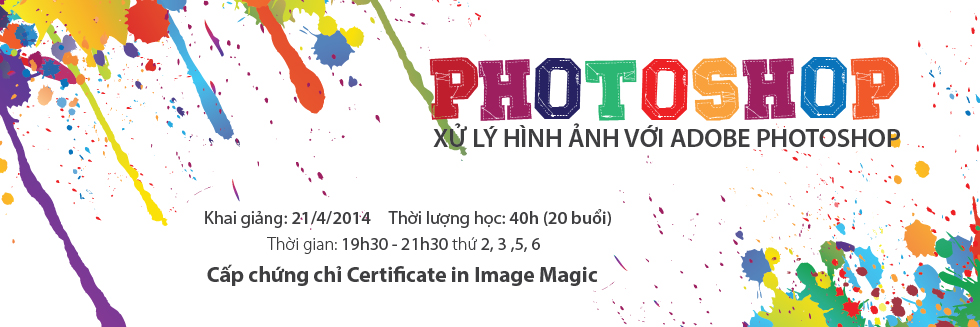 PHOTOSHOP
XỬ LÝ HÌNH ẢNH VỚI ADOBE PHOTOSHOP
Khai giảng: 21/4/2014 Thời lượng học: 40h (20 buổi)
Thời gian: 19h30 - 21h30 thứ 2, 3 ,5, 6
Cấp chứng chỉ Certificate in Image Magic